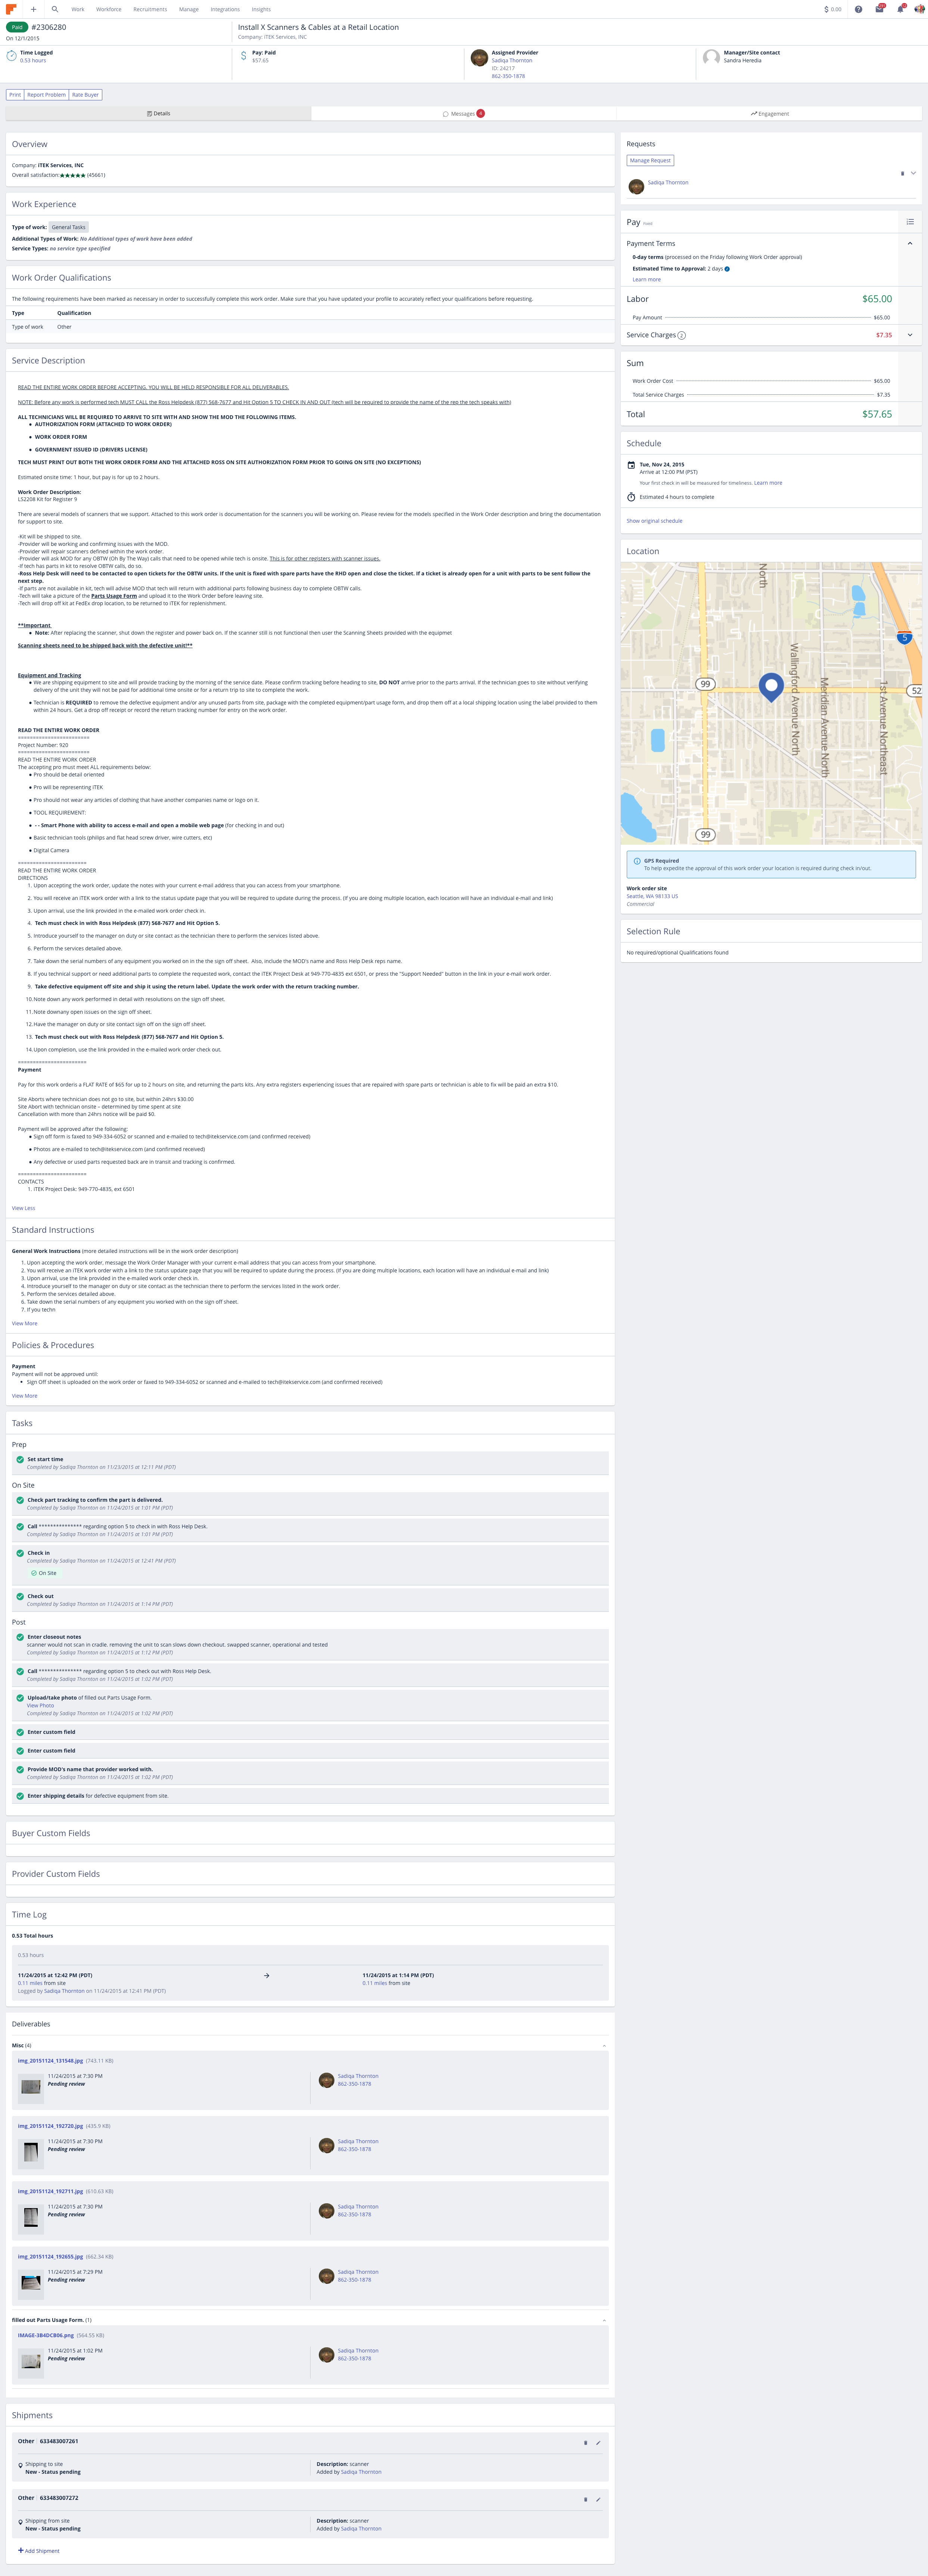 Work
Workforce
Recruitments
Manage
Integrations
Insights
$ 0.00
Paid #2306280
On 12/1/2015
Install X Scanners & Cables at a Retail Location
Company: iTEK Services, INC
Time Logged
0.53 hours
Pay: Paid
$57.65
Assigned Provider
Sadiqa Thornton
ID: 24217
862-350-1878
Manager/Site contact
Sandra Heredia
Print
Report Problem
Rate Buyer
Details
Messages 4
Engagement
Overview
Company: iTEK Services, INC
Overall satisfaction:★★★★★ (45661)
Work Experience
Type of work: General Tasks
Additional Types of Work: No Additional types of work have been added
Service Types: no service type specified
Work Order Qualifications
The following requirements have been marked as necessary in order to successfully complete this work order. Make sure that you have updated your profile to accurately reflect your qualifications before requesting.
Type Qualification
Type of work Other
Service Description
READ THE ENTIRE WORK ORDER BEFORE ACCEPTING, YOU WILL BE HELD RESPONSIBLE FOR ALL DELIVERABLES.
NOTE: Before any work is performed tech MUST CALL the Ross Helpdesk (877) 568-7677 and Hit Option 5 TO CHECK IN AND OUT (tech will be required to provide the name of the rep the tech speaks with)
ALL TECHNICIANS WILL BE REQUIRED TO ARRIVE TO SITE WITH AND SHOW THE MOD THE FOLLOWING ITEMS.
• AUTHORIZATION FORM (ATTACHED TO WORK ORDER)
• WORK ORDER FORM
• GOVERNMENT ISSUED ID (DRIVERS LICENSE)
TECH MUST PRINT OUT BOTH THE WORK ORDER FORM AND THE ATTACHED ROSS ON SITE AUTHORIZATION FORM PRIOR TO GOING ON SITE (NO EXCEPTIONS)
Estimated onsite time: 1 hour, but pay is for up to 2 hours.
Work Order Description:
LS2208 Kit for Register 9
There are several models of scanners that we support. Attached to this work order is documentation for the scanners you will be working on. Please review for the models specified in the Work Order description and bring the documentation
for support to site.
-Kit will be shipped to site.
-Provider will be working and confirming issues with the MOD.
-Provider will repair scanners defined within the work order.
-Provider will ask MOD for any OBTW (Oh By The Way) calls that need to be opened while tech is onsite. This is for other registers with scanner issues.
-If tech has parts in kit to resolve OBTW calls, do so.
-Ross Help Desk will need to be contacted to open tickets for the OBTW units. If the unit is fixed with spare parts have the RHD open and close the ticket. If a ticket is already open for a unit with parts to be sent follow the
next step.
-If parts are not available in kit, tech will advise MOD that tech will return with additional parts following business day to complete OBTW calls.
-Tech will take a picture of the Parts Usage Form and upload it to the Work Order before leaving site.
-Tech will drop off kit at FedEx drop location, to be returned to iTEK for replenishment.
**Important
• Note: After replacing the scanner, shut down the register and power back on. If the scanner still is not functional then user the Scanning Sheets provided with the equipmet
Scanning sheets need to be shipped back with the defective unit!**
Equipment and Tracking
• We are shipping equipment to site and will provide tracking by the morning of the service date. Please confirm tracking before heading to site, DO NOT arrive prior to the parts arrival. If the technician goes to site without verifying
delivery of the unit they will not be paid for additional time onsite or for a return trip to site to complete the work.
• Technician is REQUIRED to remove the defective equipment and/or any unused parts from site, package with the completed equipment/part usage form, and drop them off at a local shipping location using the label provided to them
within 24 hours. Get a drop off receipt or record the return tracking number for entry on the work order.
READ THE ENTIRE WORK ORDER
========================
Project Number: 920
========================
READ THE ENTIRE WORK ORDER
The accepting pro must meet ALL requirements below:
• Pro should be detail oriented
• Pro will be representing iTEK
• Pro should not wear any articles of clothing that have another companies name or logo on it.
• TOOL REQUIREMENT:
• - - Smart Phone with ability to access e-mail and open a mobile web page (for checking in and out)
• Basic technician tools (philips and flat head screw driver, wire cutters, etc)
• Digital Camera
=======================
READ THE ENTIRE WORK ORDER
DIRECTIONS
1. Upon accepting the work order, update the notes with your current e-mail address that you can access from your smartphone.
2. You will receive an iTEK work order with a link to the status update page that you will be required to update during the process. (If you are doing multiple location, each location will have an individual e-mail and link)
3. Upon arrival, use the link provided in the e-mailed work order check in.
4. Tech must check in with Ross Helpdesk (877) 568-7677 and Hit Option 5.
5. Introduce yourself to the manager on duty or site contact as the technician there to perform the services listed above.
6. Perform the services detailed above.
7. Take down the serial numbers of any equipment you worked on in the the sign off sheet. Also, include the MOD's name and Ross Help Desk reps name.
8. If you technical support or need additional parts to complete the requested work, contact the iTEK Project Desk at 949-770-4835 ext 6501, or press the "Support Needed" button in the link in your e-mail work order.
9. Take defective equipment off site and ship it using the return label. Update the work order with the return tracking number.
10. Note down any work performed in detail with resolutions the sign off sheet.
11. Note downany open issues on the sign off sheet.
12. Have the manager on duty or site contact sign off on the sign off sheet.
13. Tech must check out with Ross Helpdesk (877) 568-7677 and Hit Option 5.
14. Upon completion, use the link provided in the e-mailed work order check out.
=======================
Payment
Pay for this work orderis a FLAT RATE of $65 for up to 2 hours on site, and returning the parts kits. Any extra registers experiencing issues that are repaired with spare parts or technician is able to fix will be paid an extra $10.
Site Aborts where technician does not go to site, but within 24hrs $30.00
Site Abort with technician onsite – determined by time spent at site
Cancellation with more than 24hrs notice will be paid $0.
Payment will be approved after the following:
• Sign off form is faxed to 949-334-6052 or scanned and e-mailed to tech@itekservice.com (and confirmed received)
• Photos are e-mailed to tech@itekservice.com (and confirmed received)
• Any defective or used parts requested back are in transit and tracking is confirmed.
=======================
CONTACTS
1. iTEK Project Desk: 949-770-4835, ext 6501
View Less
Standard Instructions
General Work Instructions (more detailed instructions will be in the work order description)
1. Upon accepting the work order, message the Work Order Manager with your current e-mail address that you can access from your smartphone.
2. You will receive an iTEK work order with a link to the status update page that you will be required to update during the process. (If you are doing multiple locations, each location will have an individual e-mail and link)
3. Upon arrival, use the link provided in the e-mailed work order check in.
4. Introduce yourself to the manager on duty or site contact as the technician there to perform the services listed in the work order.
5. Perform the services detailed above.
6. Take down the serial numbers of any equipment you worked with on the sign off sheet.
7. If you techn
View More
Policies & Procedures
Payment
Payment will not be approved until:
• Sign Off sheet is uploaded on the work order or faxed to 949-334-6052 or scanned and e-mailed to tech@itekservice.com (and confirmed received)
View More
Tasks
Prep
Set start time
Completed by Sadiqa Thornton on 11/23/2015 at 12:11 PM (PDT)
On Site
Check part tracking to confirm the part is delivered.
Completed by Sadiqa Thornton on 11/24/2015 at 1:01 PM (PDT)
Call *************** regarding option 5 to check in with Ross Help Desk.
Completed by Sadiqa Thornton on 11/24/2015 at 1:01 PM (PDT)
Check in
Completed by Sadiqa Thornton on 11/24/2015 at 12:41 PM (PDT)
On Site
Check out
Completed by Sadiqa Thornton on 11/24/2015 at 1:14 PM (PDT)
Post
Enter closeout notes
scanner would not scan in cradle, removing the unit to scan slows down checkout. swapped scanner, operational and tested
Completed by Sadiqa Thornton on 11/24/2015 at 1:12 PM (PDT)
Call *************** regarding option 5 to check out with Ross Help Desk.
Completed by Sadiqa Thornton on 11/24/2015 at 1:02 PM (PDT)
Upload/take photo of filled out Parts Usage Form.
View Photo
Completed by Sadiqa Thornton on 11/24/2015 at 1:02 PM (PDT)
Enter custom field
Enter custom field
Provide MOD's name that provider worked with.
Completed by Sadiqa Thornton on 11/24/2015 at 1:02 PM (PDT)
Enter shipping details for defective equipment from site.
Buyer Custom Fields
Provider Custom Fields
Time Log
0.53 Total hours
0.53 hours
11/24/2015 at 12:42 PM (PDT)
0.11 miles from site
11/24/2015 at 1:14 PM (PDT)
0.11 miles from site
Logged by Sadiqa Thornton on 11/24/2015 at 12:41 PM (PDT)
Deliverables
Misc (4)
img_20151124_131548.jpg (743.11 KB)
11/24/2015 at 7:30 PM
Pending review
Sadiqa Thornton
862-350-1878
img_20151124_192720.jpg (435.9 KB)
11/24/2015 at 7:30 PM
Pending review
Sadiqa Thornton
862-350-1878
img_20151124_192711.jpg (610.63 KB)
11/24/2015 at 7:30 PM
Pending review
Sadiqa Thornton
862-350-1878
img_20151124_192655.jpg (662.34 KB)
11/24/2015 at 7:29 PM
Pending review
Sadiqa Thornton
862-350-1878
filled out Parts Usage Form. (1)
IMAGE-3B4DCB06.png (564.55 KB)
11/24/2015 at 1:02 PM
Pending review
Sadiqa Thornton
862-350-1878
Shipments
Other 633483007261
Shipping to site
New - Status pending
Description: scanner
Added by Sadiqa Thornton
Other 633483007272
Shipping from site
New - Status pending
Description: scanner
Added by Sadiqa Thornton
+ Add Shipment
Requests
Manage Request
Sadiqa Thornton
Pay Fixed
Payment Terms
0-day terms (processed on the Friday following Work Order approval)
Estimated Time to Approval: 2 days
Learn more
Labor $65.00
Pay Amount $65.00
Service Charges 2 $7.35
Sum
Work Order Cost $65.00
Total Service Charges $7.35
Total $57.65
Schedule
Tue, Nov 24, 2015
Arrive at 12:00 PM (PST)
Your first check in will be measured for timeliness. Learn more
Estimated 4 hours to complete
Show original schedule
Location
North
Wallingford Avenue North
Meridian Avenue North
1st Avenue Northeast
5
99
52
99
GPS Required
To help expedite the approval of this work order your location is required during check in/out.
Work order site
Seattle, WA 98133 US
Commercial
Selection Rule
No required/optional Qualifications found